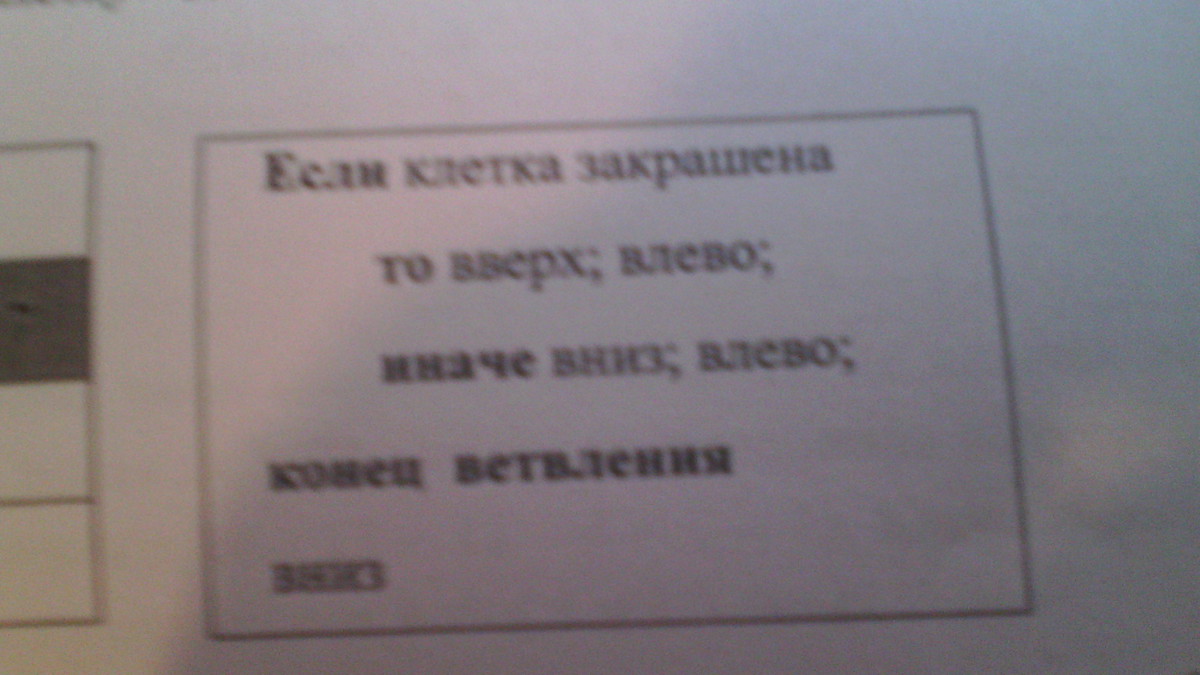 Если клетка закрашена
то вверх; влево;
иначе вниз; влево;
конец ветвления
вниз